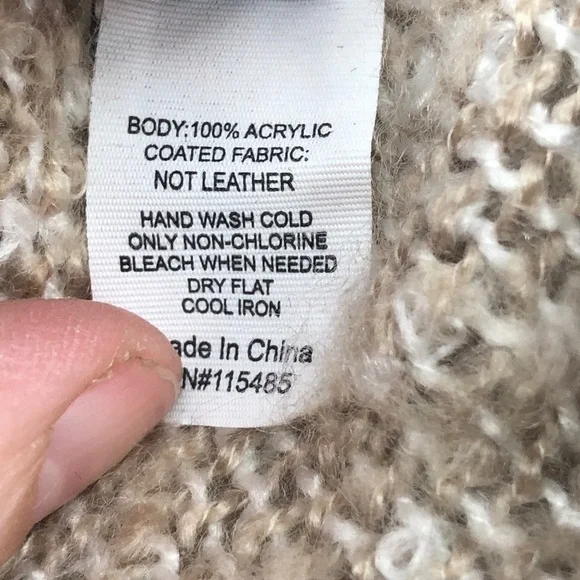 BODY:100% ACRYLIC
COATED FABRIC:
NOT LEATHER
HAND WASH COLD
ONLY NON-CHLORINE
BLEACH WHEN NEEDED
DRY FLAT
COOL IRON
ade In China
N#115485